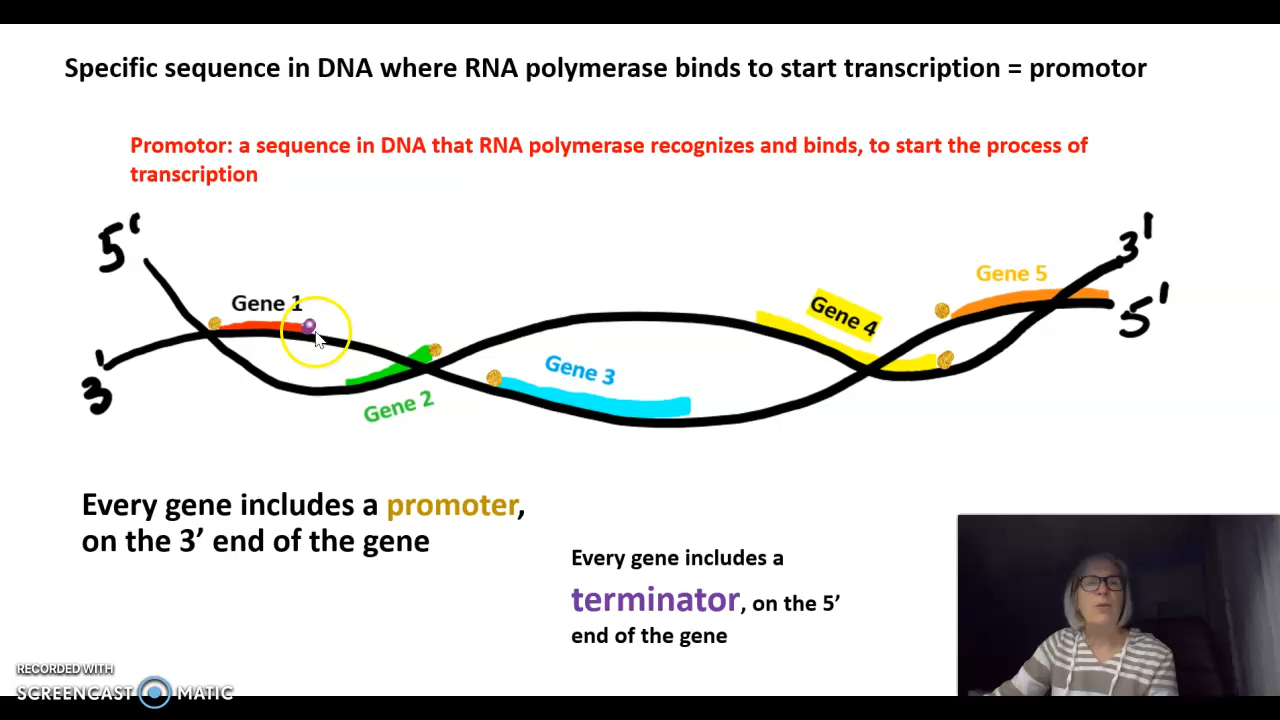 Specific sequence in DNA where RNA polymerase binds to start transcription = promotor
Promotor: a sequence in DNA that RNA polymerase recognizes and binds, to start the process of
transcription
5'
3'
Gene 1
Gene 2
Gene 3
Gene 4
Gene 5
3'
5'
Every gene includes a promoter,
on the 3’ end of the gene
Every gene includes a
terminator, on the 5’
end of the gene
RECORDED WITH
SCREENCAST MATIC